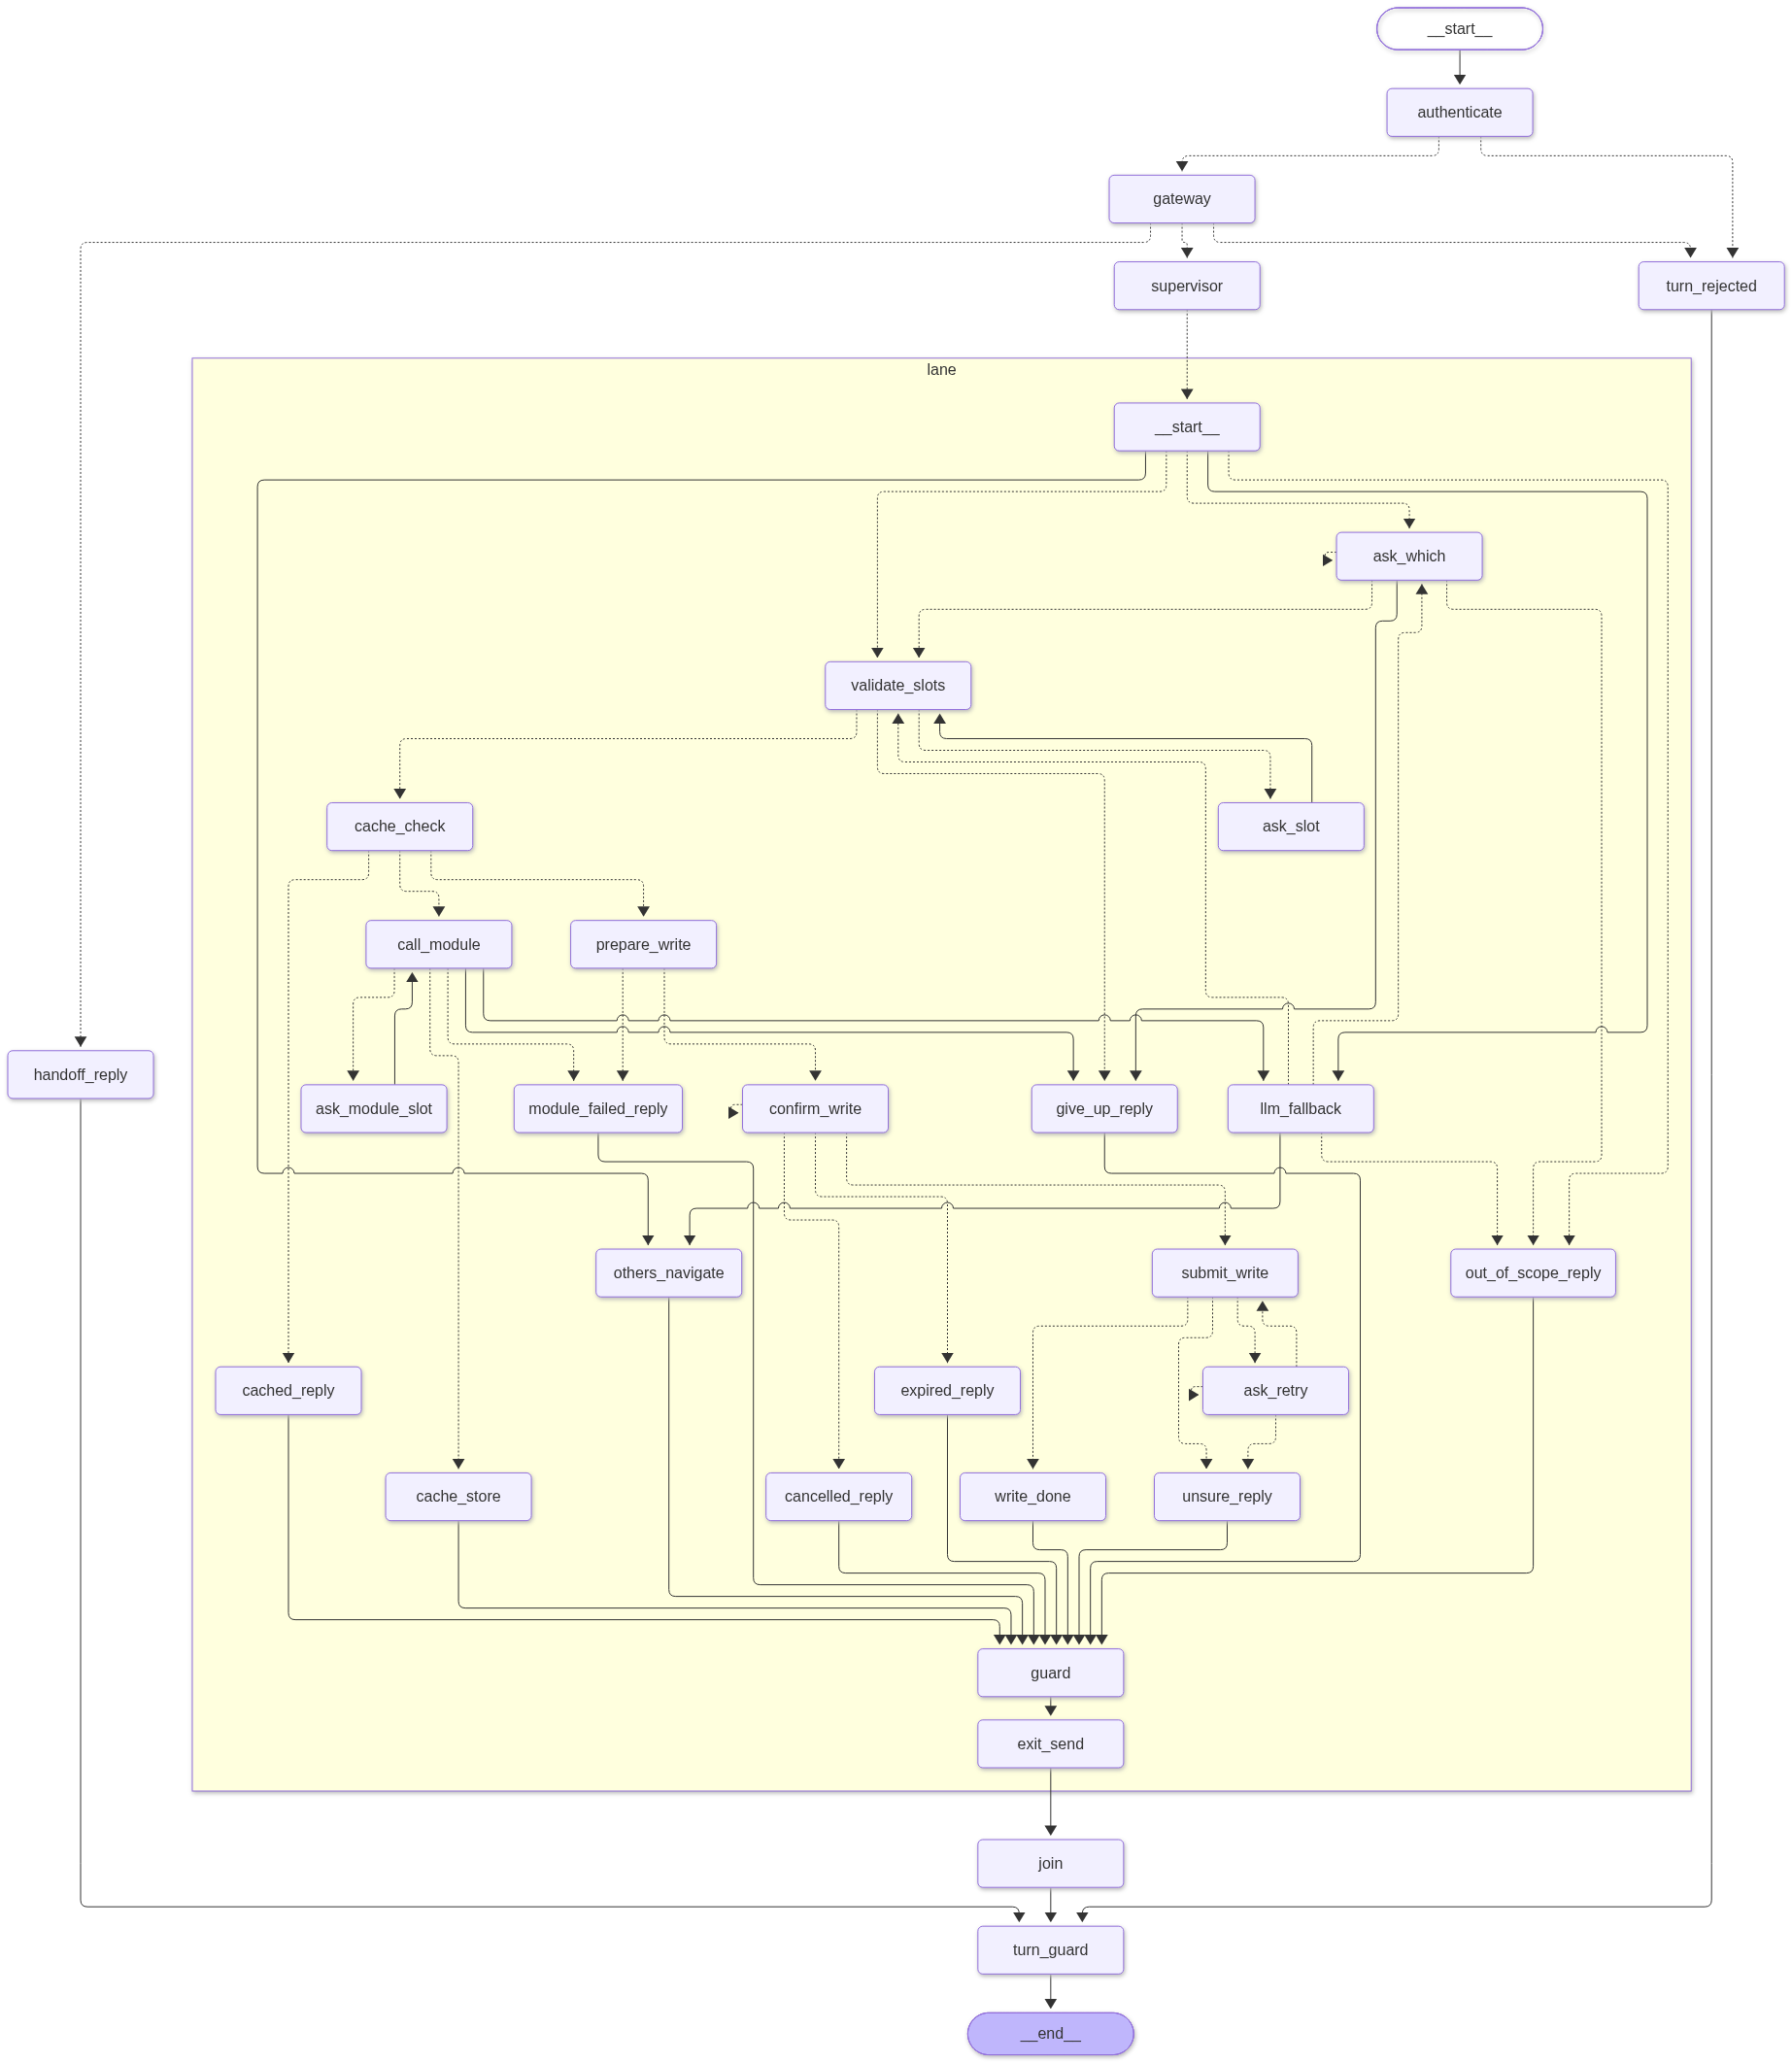 __start__
authenticate
gateway
supervisor
turn_rejected
lane
__start__
ask_which
validate_slots
cache_check
ask_slot
call_module
prepare_write
handoff_reply
ask_module_slot
module_failed_reply
confirm_write
give_up_reply
llm_fallback
others_navigate
submit_write
out_of_scope_reply
cached_reply
expired_reply
ask_retry
cache_store
cancelled_reply
write_done
unsure_reply
guard
exit_send
join
turn_guard
__end__